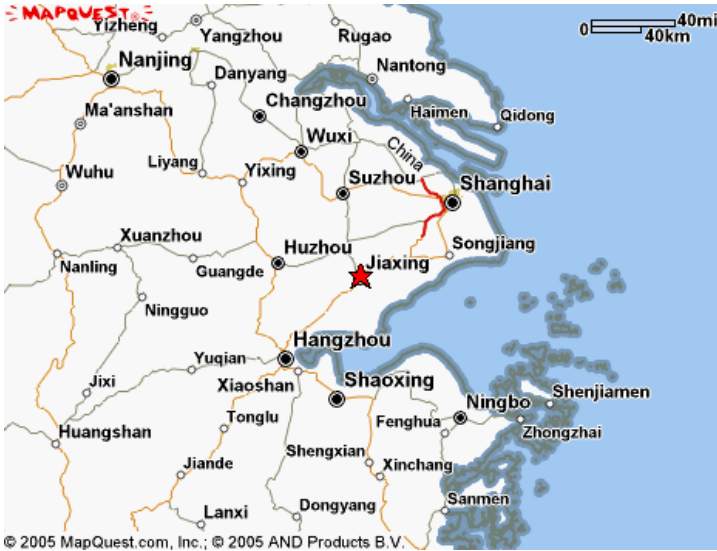 MAPQUEST
Yizheng
Yangzhou
Rugao
0 40mi
40km
Nanjing
Danyang
Nantong
Ma'anshan
Changzhou
Haimen
Qidong
Wuxi
China
Liyang
Yixing
Wuhu
Suzhou
Shanghai
Xuanzhou
Huzhou
Songjiang
Nanling
Guangde
Jiaxing
Ningguo
Hangzhou
Yuqian
Jixi
Xiaoshan
Shaoxing
Ningbo
Shenjiamen
Tonglu
Fenghua
Zhongzhai
Huangshan
Shengxian
Jiande
Xinchang
Sanmen
Lanxi
Dongyang
© 2005 MapQuest.com, Inc.; © 2005 AND Products B.V.